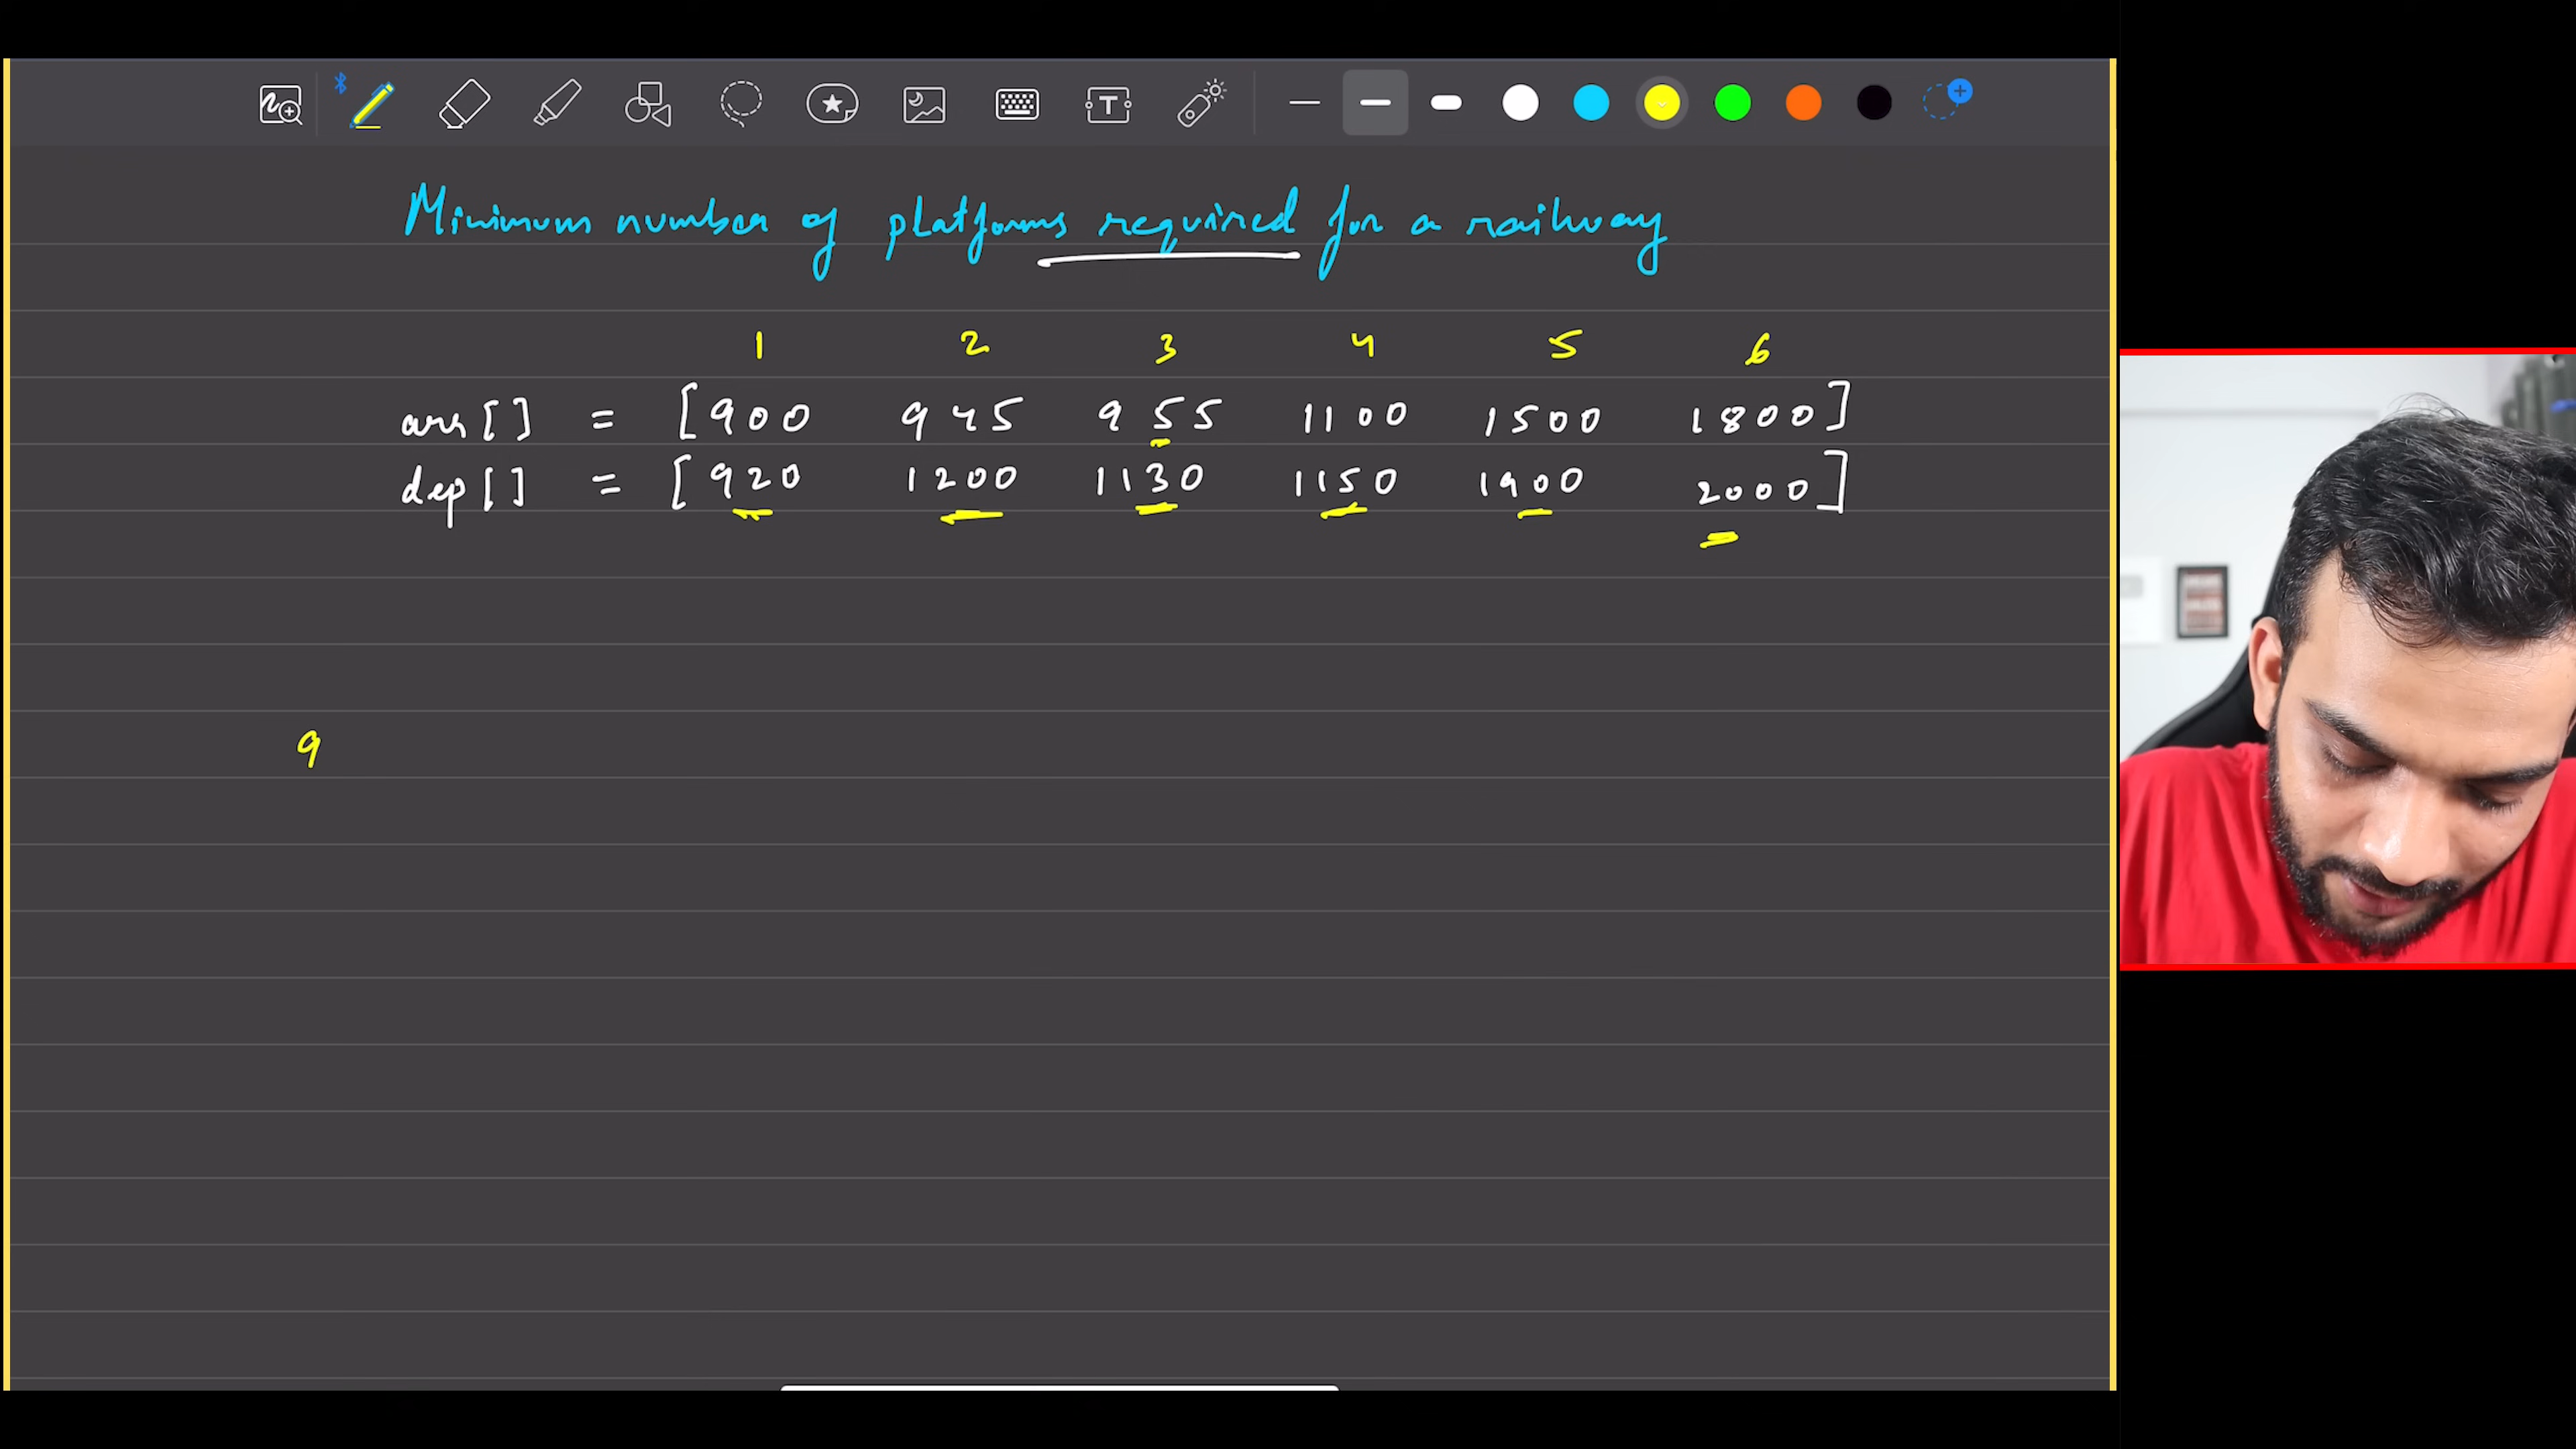 Minimum number of platforms required for a railway
1 2 3 4 5 6
arr[] = [900 945 955 1100 1500 1800]
dep[] = [920 1200 1130 1150 1900 2000]
9